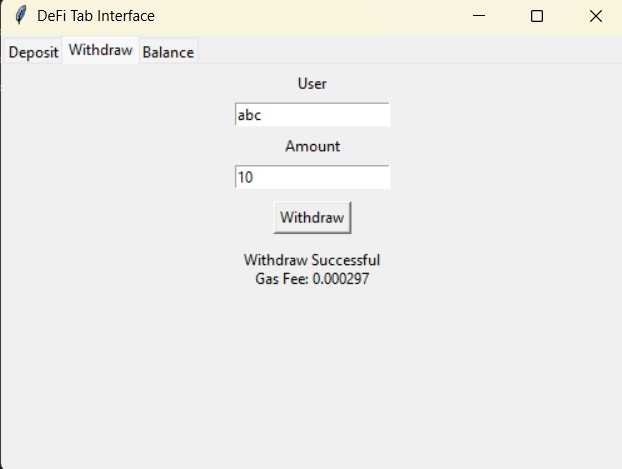 DeFi Tab Interface
Deposit Withdraw Balance
User
abc
Amount
10
Withdraw
Withdraw Successful
Gas Fee: 0.000297